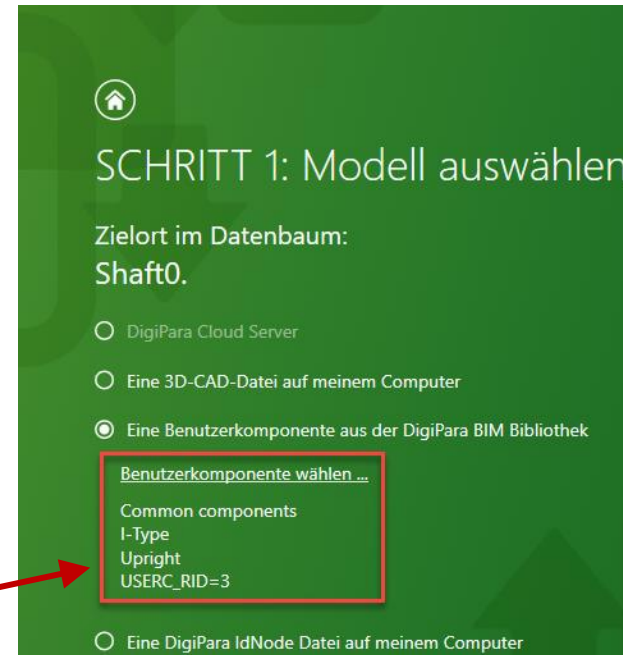 SCHRITT 1: Modell auswählen
Zielort im Datenbaum:
Shaft0.
DigiPara Cloud Server
Eine 3D-CAD-Datei auf meinem Computer
Eine Benutzerkomponente aus der DigiPara BIM Bibliothek
Benutzerkomponente wählen ...
Common components
I-Type
Upright
USERC_RID=3
Eine DigiPara IdNode Datei auf meinem Computer